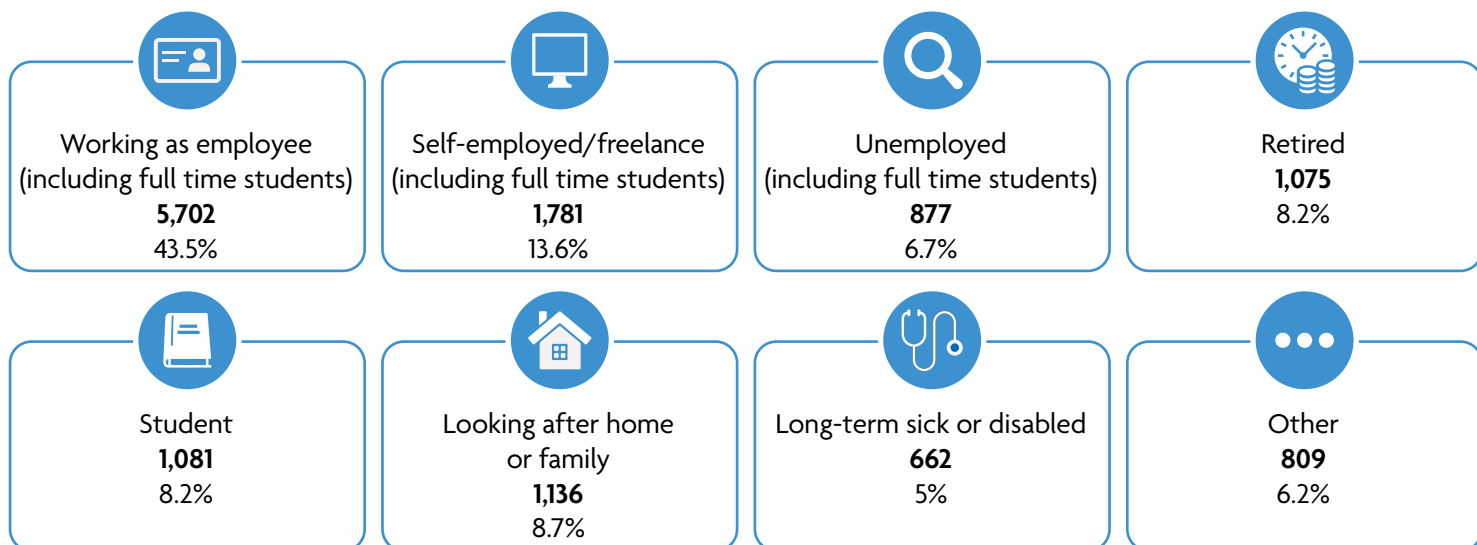 Working as employee
(including full time students)
5,702
43.5%
Self-employed/freelance
(including full time students)
1,781
13.6%
Unemployed
(including full time students)
877
6.7%
Retired
1,075
8.2%
Student
1,081
8.2%
Looking after home
or family
1,136
8.7%
Long-term sick or disabled
662
5%
Other
809
6.2%